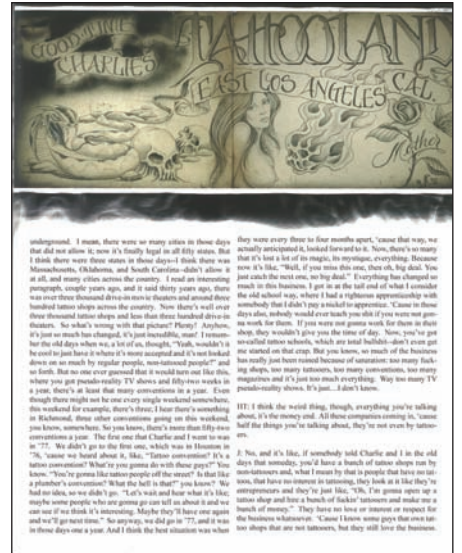 GOOD TIME
CHARLIE'S
TATTOOLAND
EAST LOS ANGELES CAL.
Mother
underground. I mean, there were so many cities in those days
that did not allow it; now it's finally legal in all fifty states. But
I think there were three states in those days–I think there was
Massachusetts, Oklahoma, and South Carolina–didn't allow it
at all, and many cities across the country. I read an interesting
paragraph, couple years ago, and it said thirty years ago, there
was over three thousand drive-in movie theaters and around three
hundred tattoo shops across the country. Now there's well over
three thousand tattoo shops and less than three hundred drive-in
theaters. So what's wrong with that picture? Plenty! Anyhow,
it's just so much has changed, it's just incredible, man! I remem-
ber the old days when we, a lot of us, thought, "Yeah, wouldn't it
be cool to just have it where it's more accepted and it's not looked
down on so much by regular people, non-tattooed people?" and
so forth. But no one ever guessed that it would turn out like this,
where you got pseudo-reality TV shows and fifty-two weeks in
a year, there's at least that many conventions in a year. Even
though there might not be one every single weekend somewhere,
this weekend for example, there's three, I hear there's something
in Richmond, three other conventions going on this weekend,
you know, somewhere. So you know, there's more than fifty-two
conventions a year. The first one that Charlie and I went to was
in '77. We didn't go to the first one, which was in Houston in
'76, 'cause we heard about it, like, "Tattoo convention? It's a
tattoo convention? What're you gonna do with these guys?" You
know. "You're gonna like tattoo people off the street? Is that like
a plumber's convention? What the hell is that?" you know? We
had no idea, so we didn't go. "Let's wait and hear what it's like;
maybe some people who are gonna go can tell us about it and we
can see if we think it's interesting. Maybe they'll have one again
and we'll go next time." So anyway, we did go in '77, and it was
in those days one a year. And I think the best situation was when
they were every three to four months apart, 'cause that way, we
actually anticipated it, looked forward to it. Now, there's so many
that it's lost a lot of its magic, its mystique, everything. Because
now it's like, "Well, if you miss this one, then oh, big deal. You
just catch the next one, no big deal." Everything has changed so
much in this business. I got in at the tail end of what I consider
the old school way, where I had a righteous apprenticeship with
somebody that I didn't pay a nickel to apprentice. 'Cause in those
days also, nobody would ever teach you shit if you were not gon-
na work for them. If you were not gonna work for them in their
shop, they wouldn't give you the time of day. Now, you've got
so-called tattoo schools, which are total bullshit–don't even get
me started on that crap. But you know, so much of the business
has really just been ruined because of saturation: too many fuck-
ing shops, too many tattooers, too many conventions, too many
magazines and it's just too much everything. Way too many TV
pseudo-reality shows. It's just…I don't know.
HT: I think the weird thing, though, everything you're talking
about, it's the money end. All these companies coming in, 'cause
half the things you're talking about, they're not even by tattoo-
ers.
J: No, and it's like, if somebody told Charlie and I in the old
days that someday, you'd have a bunch of tattoo shops run by
non-tattooers and, what I mean by that is people that have no tat-
toos, that have no interest in tattooing, they look at it like they're
entrepreneurs and they're just like, "Oh, I'm gonna open up a
tattoo shop and hire a bunch of fuckin' tattooers and make me a
bunch of money." They have no love or interest or respect for
the business whatsoever. 'Cause I know some guys that own tat-
too shops that are not tattooers, but they still love the business.